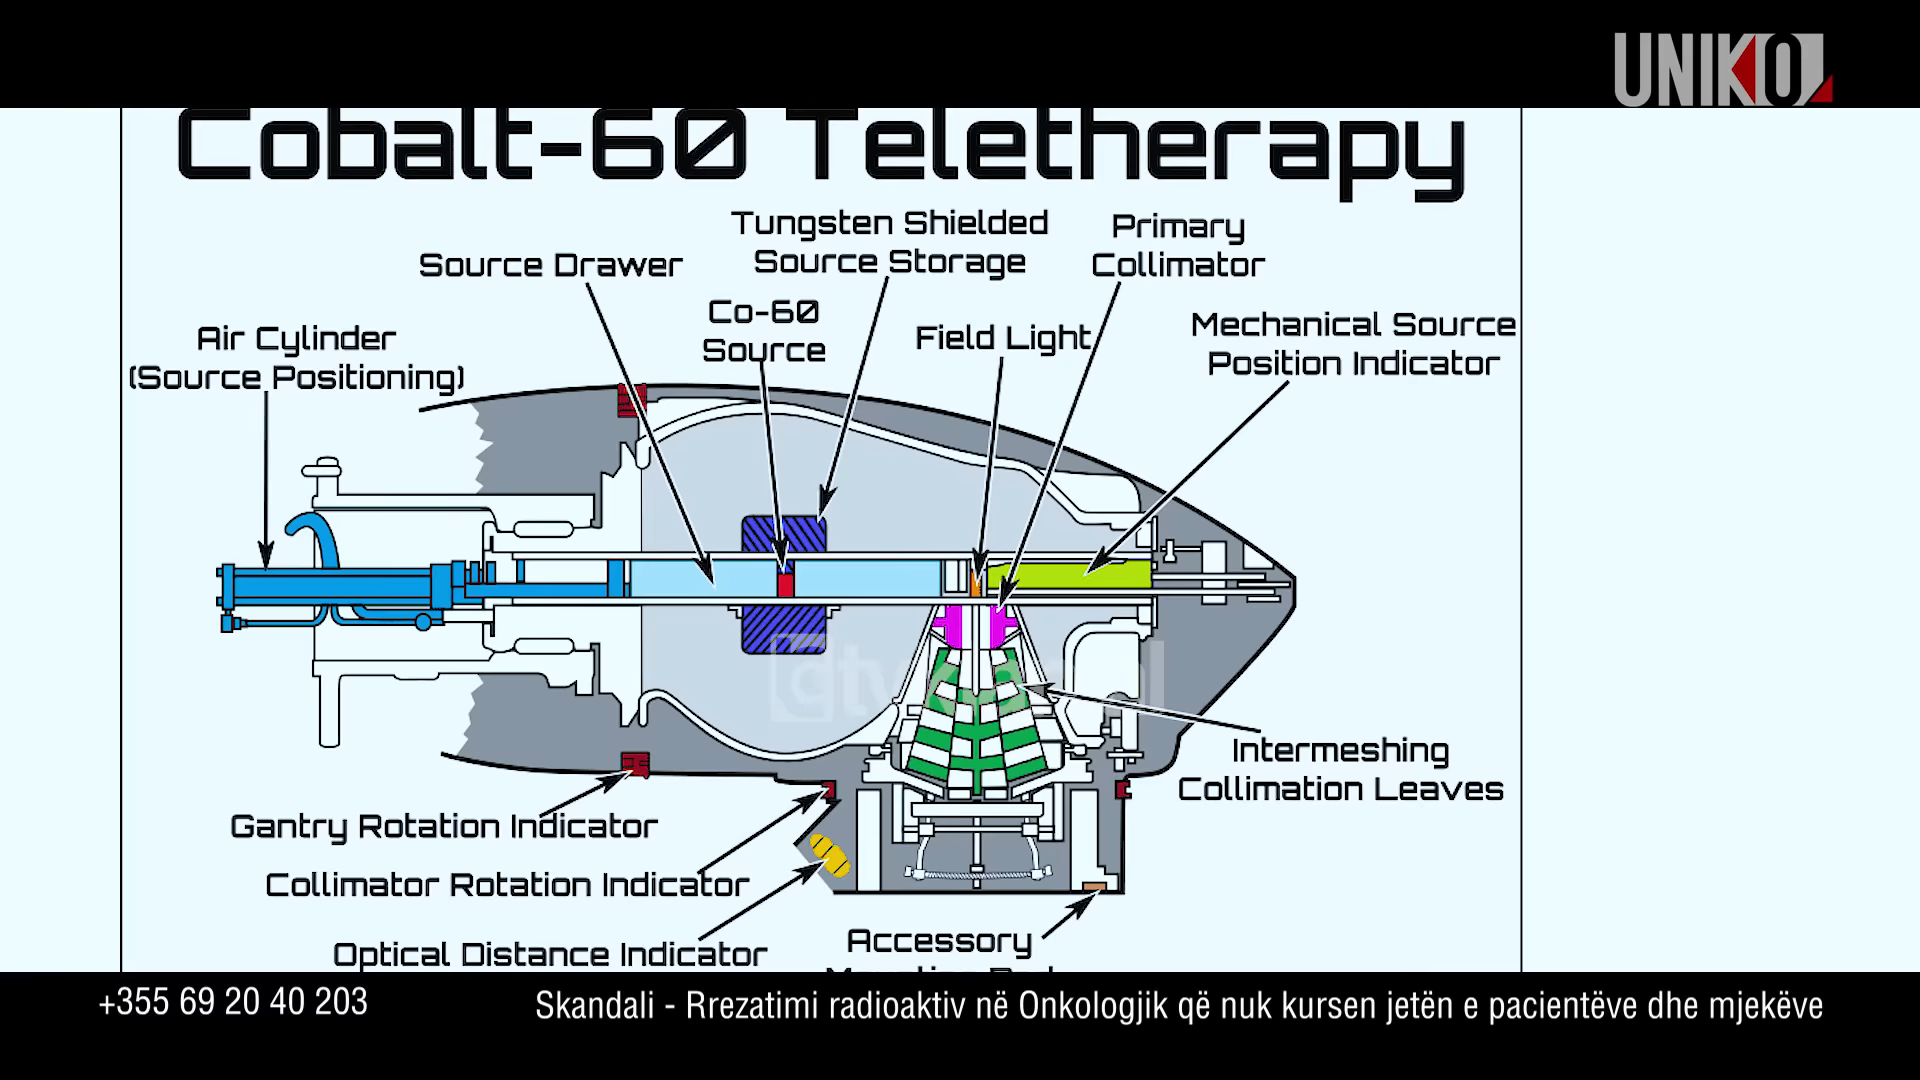 UNIKO
Cobalt-60 Teletherapy
Tungsten Shielded
Source Storage
Primary
Collimator
Source Drawer
Co-60
Source
Field Light
Mechanical Source
Position Indicator
Air Cylinder
(Source Positioning)
Intermeshing
Collimation Leaves
Gantry Rotation Indicator
Collimator Rotation Indicator
Optical Distance Indicator
Accessory
+355 69 20 40 203
Skandali - Rrezatimi radioaktiv në Onkologjik që nuk kursen jetën e pacientëve dhe mjekëve